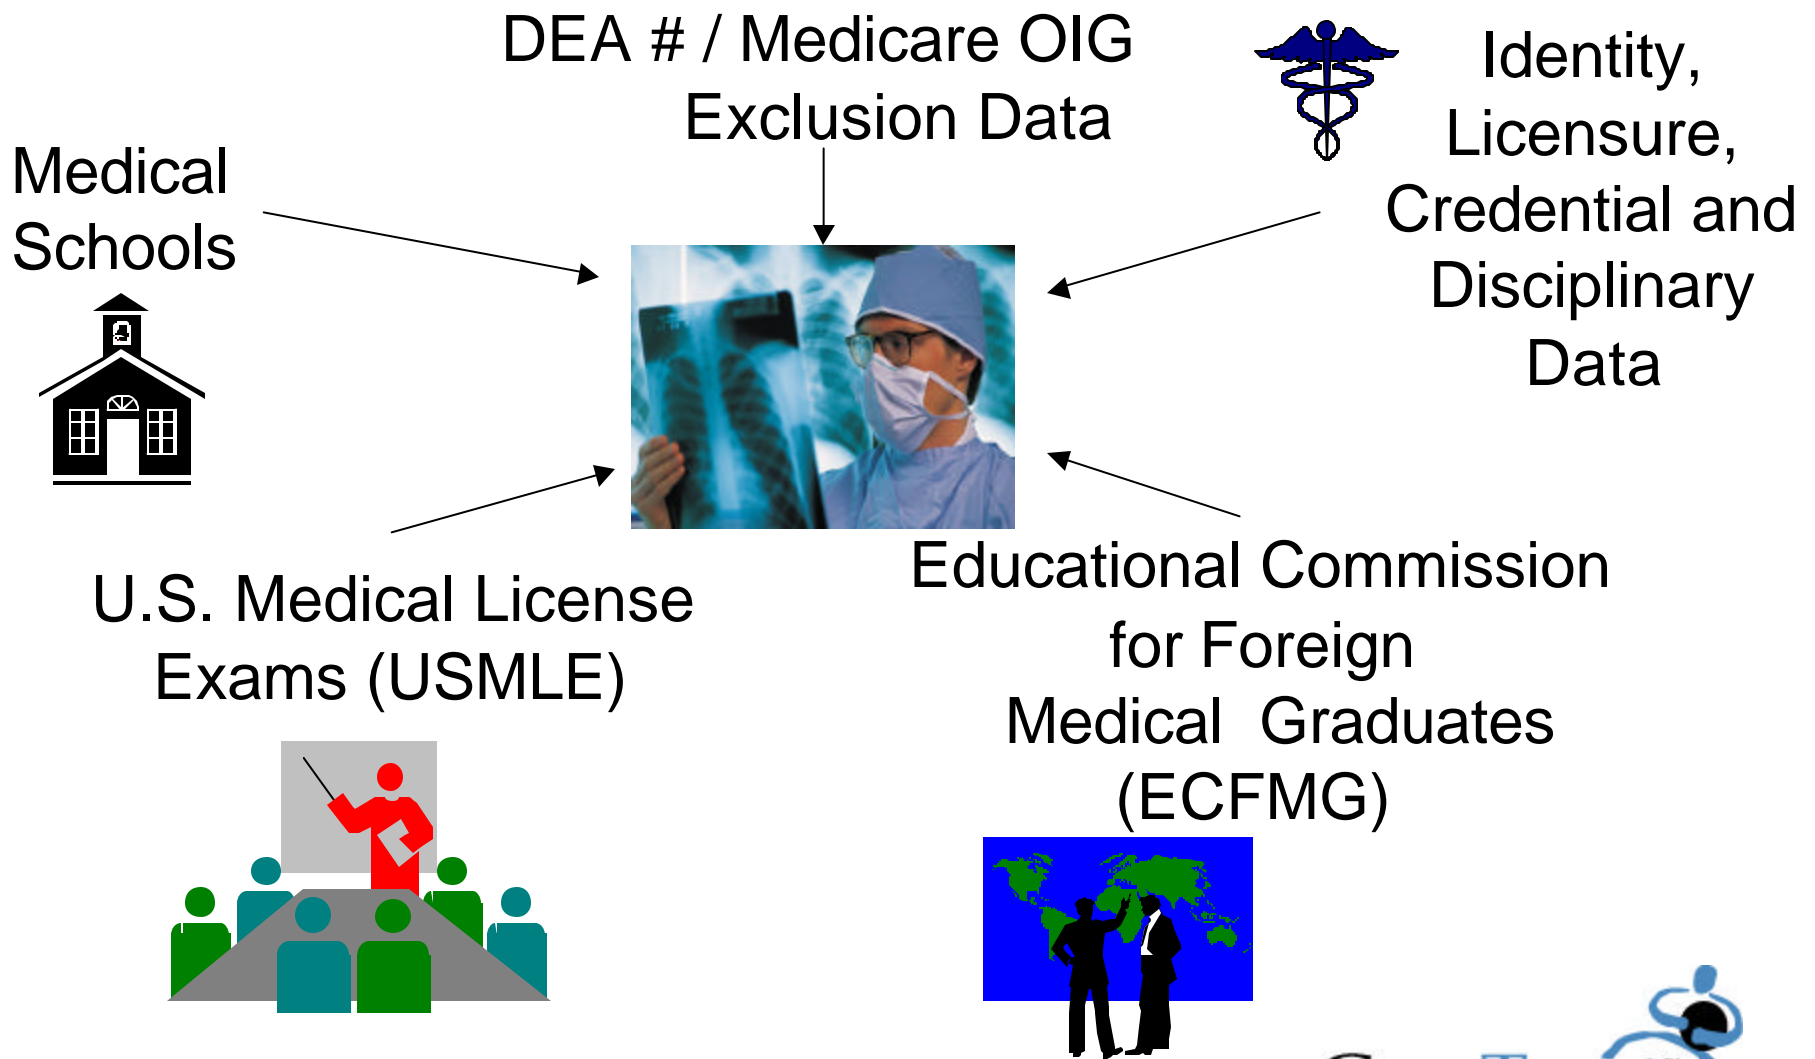 DEA # / Medicare OIG
Exclusion Data
Identity,
Licensure,
Credential and
Disciplinary
Data
Medical
Schools
U.S. Medical License
Exams (USMLE)
Educational Commission
for Foreign
Medical  Graduates
(ECFMG)